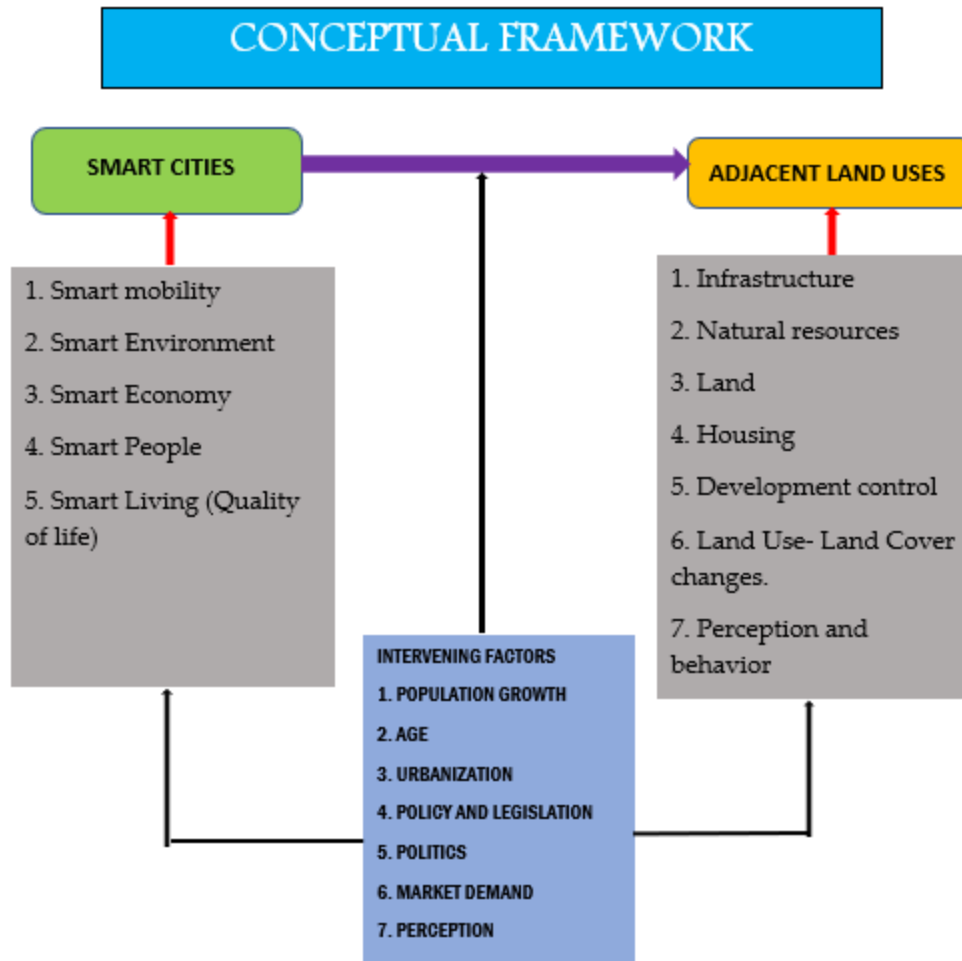 CONCEPTUAL FRAMEWORK
SMART CITIES
ADJACENT LAND USES
1. Smart mobility
2. Smart Environment
3. Smart Economy
4. Smart People
5. Smart Living (Quality
of life)
1. Infrastructure
2. Natural resources
3. Land
4. Housing
5. Development control
6. Land Use- Land Cover
changes.
7. Perception and
behavior
INTERVENING FACTORS
1. POPULATION GROWTH
2. AGE
3. URBANIZATION
4. POLICY AND LEGISLATION
5. POLITICS
6. MARKET DEMAND
7. PERCEPTION